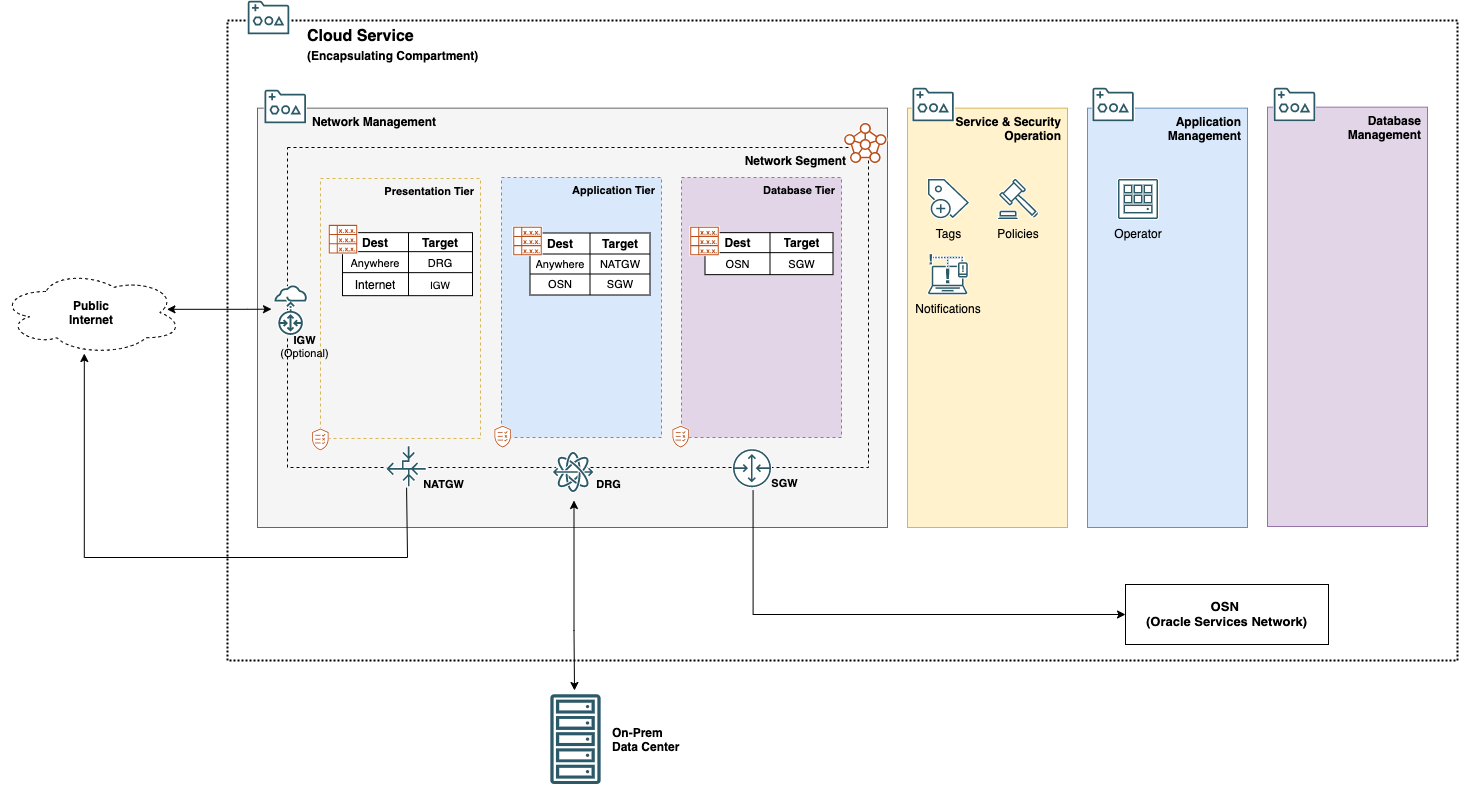 Cloud Service
(Encapsulating Compartment)
Network Management
Service & Security
Operation
Application
Management
Database
Management
Network Segment
Presentation Tier
Application Tier
Database Tier
x.x.x.
x.x.x.
x.x.x.
Dest Target
Anywhere DRG
Internet IGW
x.x.x.
x.x.x.
x.x.x.
Dest Target
Anywhere NATGW
OSN SGW
x.x.x.
x.x.x.
x.x.x.
Dest Target
OSN SGW
Tags
Policies
Notifications
Operator
Public
Internet
IGW
(Optional)
NATGW
DRG
SGW
OSN
(Oracle Services Network)
On-Prem
Data Center